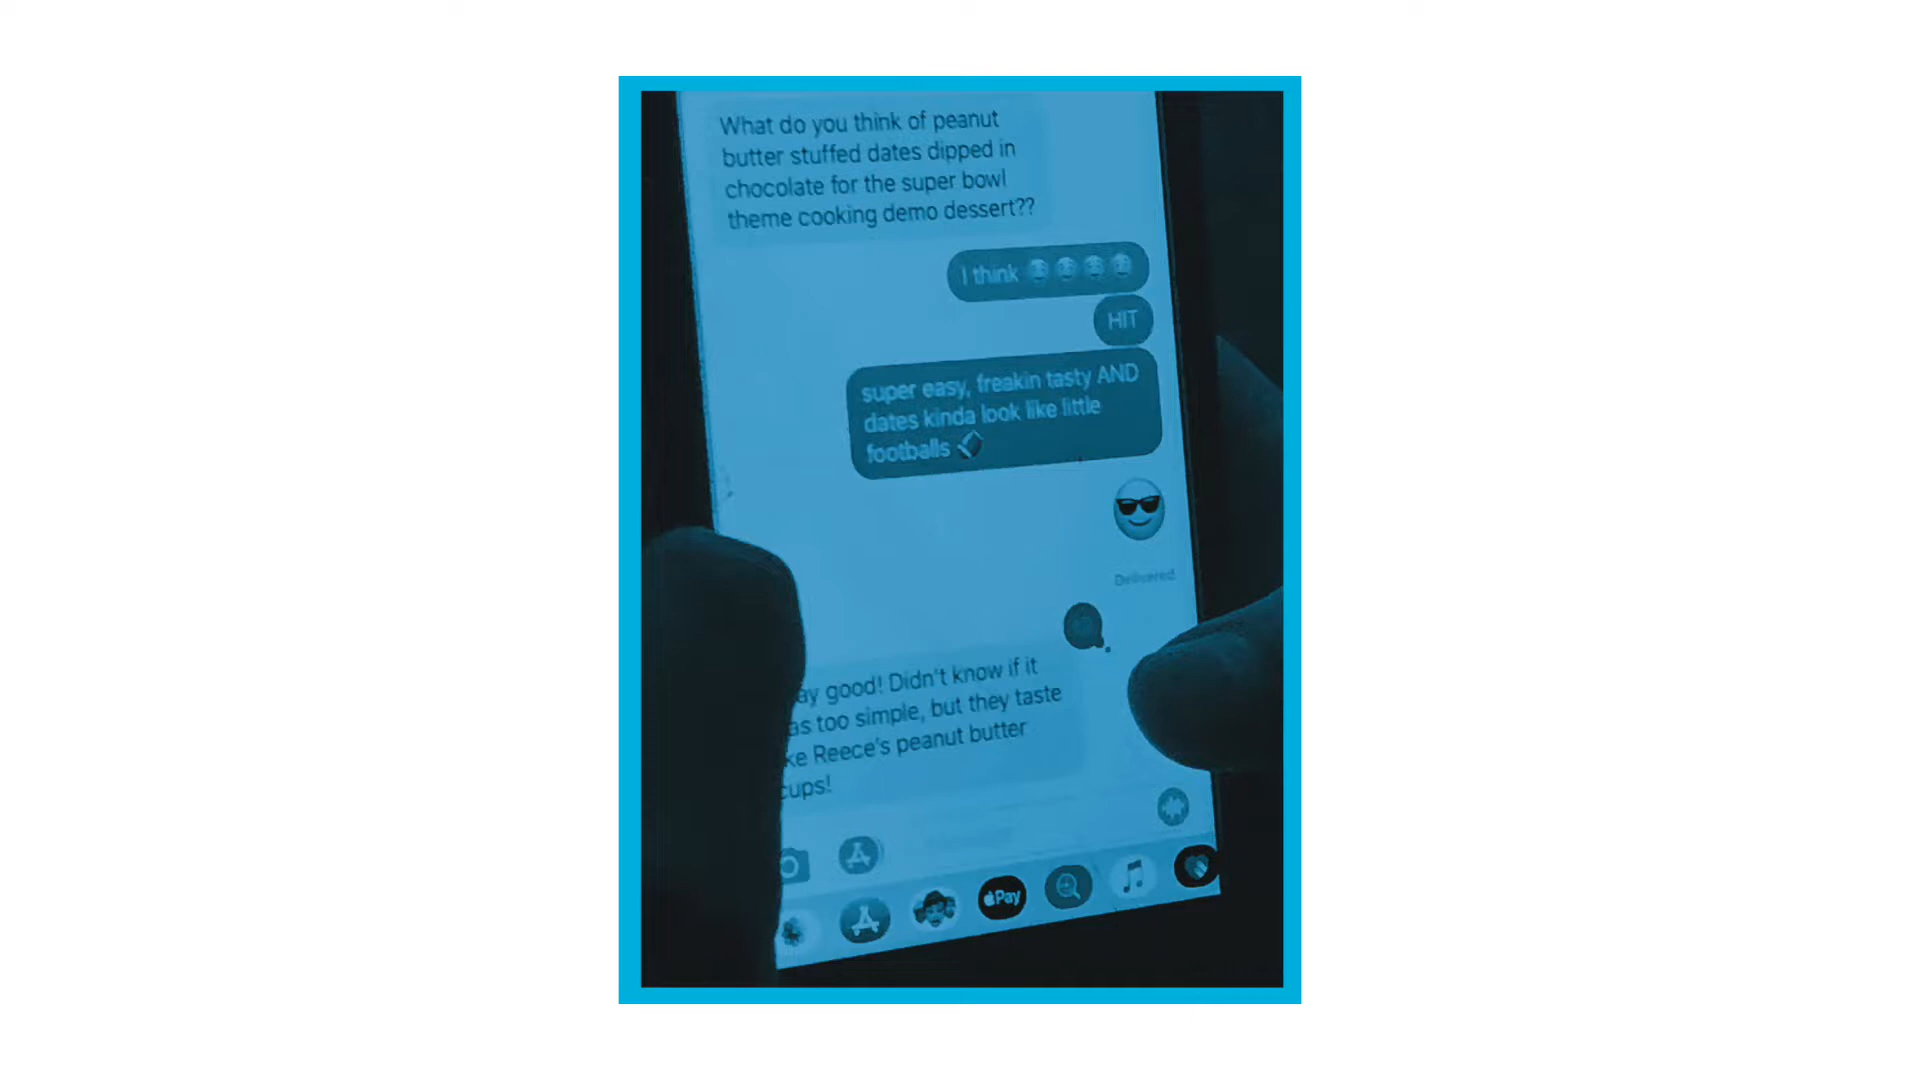 What do you think of peanut
butter stuffed dates dipped in
chocolate for the super bowl
theme cooking demo dessert??
I think
HIT
super easy, freakin tasty AND
dates kinda look like little
footballs
Delivered
ay good! Didn't know if it
as too simple, but they taste
ke Reece's peanut butter
cups!
Pay